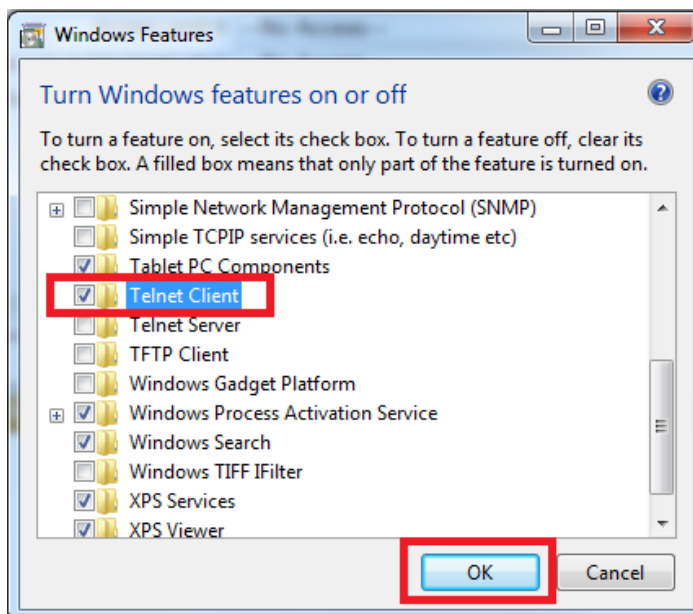 Windows Features
Turn Windows features on or off
To turn a feature on, select its check box. To turn a feature off, clear its
check box. A filled box means that only part of the feature is turned on.
Simple Network Management Protocol (SNMP)
Simple TCPIP services (i.e. echo, daytime etc)
Tablet PC Components
Telnet Client
Telnet Server
TFTP Client
Windows Gadget Platform
Windows Process Activation Service
Windows Search
Windows TIFF IFilter
XPS Services
XPS Viewer
OK
Cancel